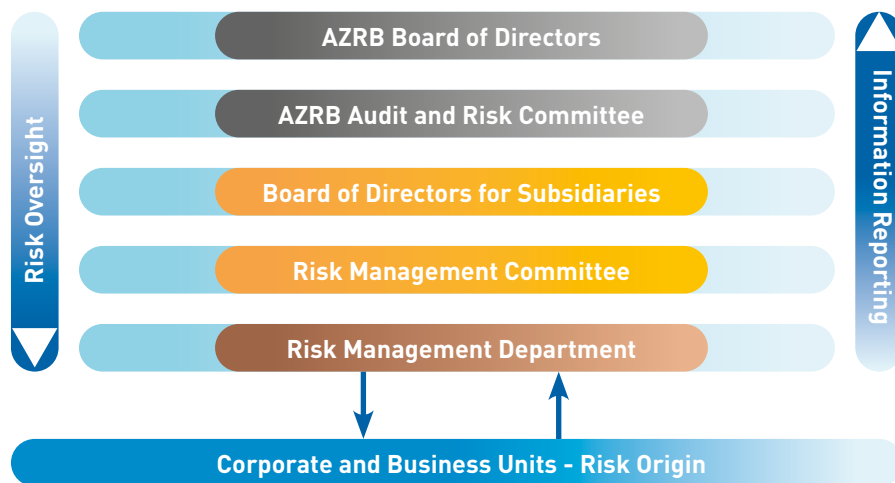 AZRB Board of Directors
AZRB Audit and Risk Committee
Board of Directors for Subsidiaries
Risk Management Committee
Risk Management Department
Corporate and Business Units - Risk Origin
Risk Oversight
Information Reporting